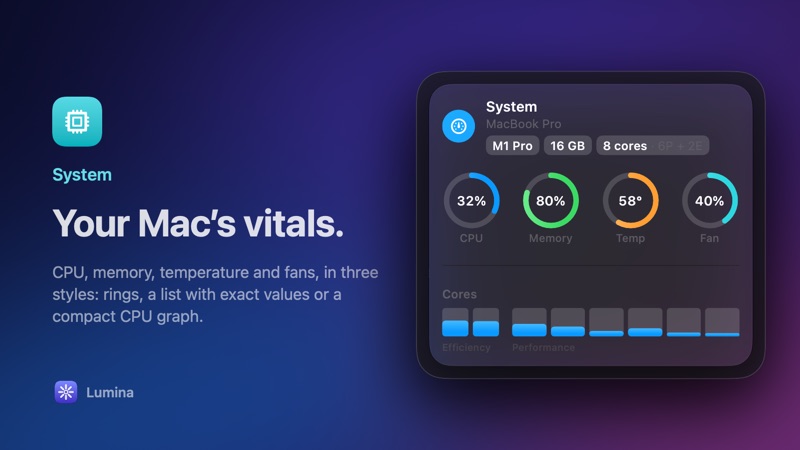 System
Your Mac's vitals.
CPU, memory, temperature and fans, in three
styles: rings, a list with exact values or a
compact CPU graph.
Lumina
System
MacBook Pro
M1 Pro 16 GB 8 cores 6P + 2E
32% 80% 58° 40%
CPU Memory Temp Fan
Cores
Efficiency Performance